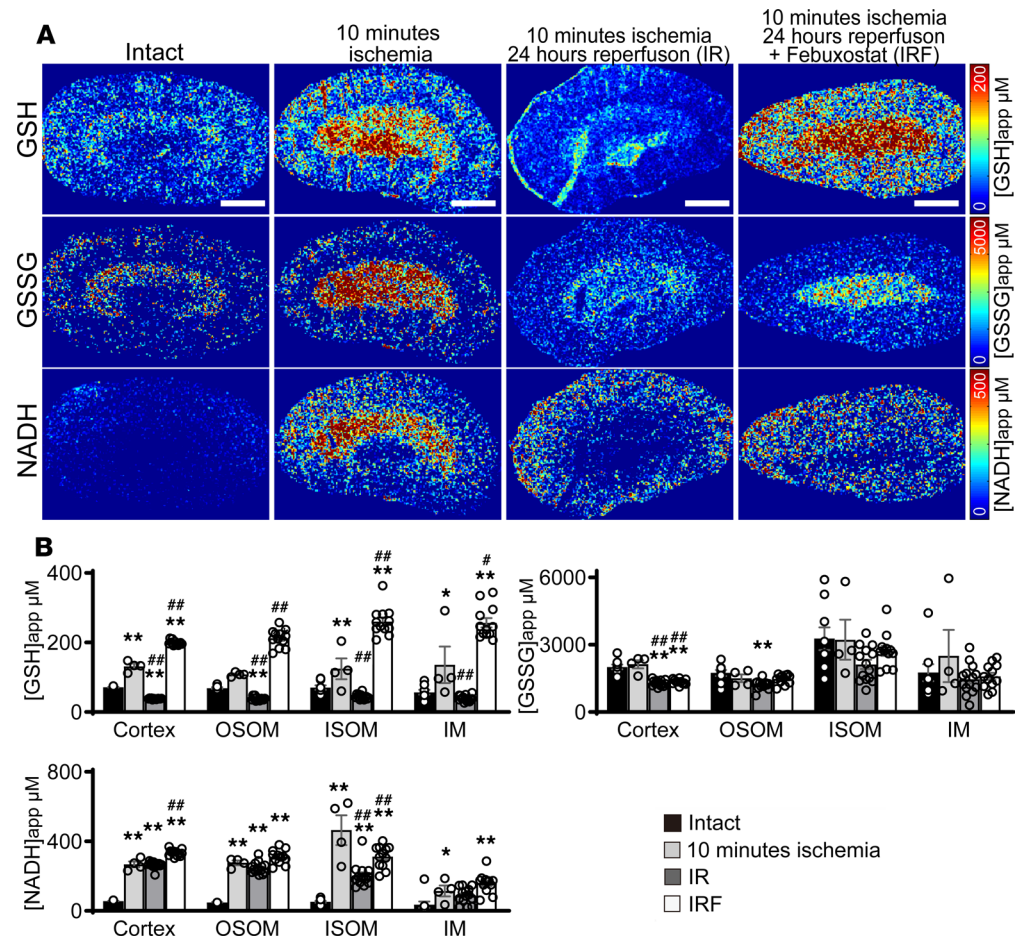 A
Intact
10 minutes
ischemia
10 minutes ischemia
24 hours reperfuson (IR)
10 minutes ischemia
24 hours reperfuson
+ Febuxostat (IRF)
GSH
0 200
[GSH]app μM
GSSG
0 5000
[GSSG]app μM
NADH
0 500
[NADH]app μM
B
[GSH]app μM
400
200
0
** ** ## ** ##
## ** ##
** ## ** ##
* ## ** #
Cortex OSOM ISOM IM
[GSSG]app μM
6000
3000
0
## ** ## **
**
Cortex OSOM ISOM IM
[NADH]app μM
800
400
0
** ** ## **
** ** **
** ## ** ## **
* **
Cortex OSOM ISOM IM
Intact
10 minutes ischemia
IR
IRF